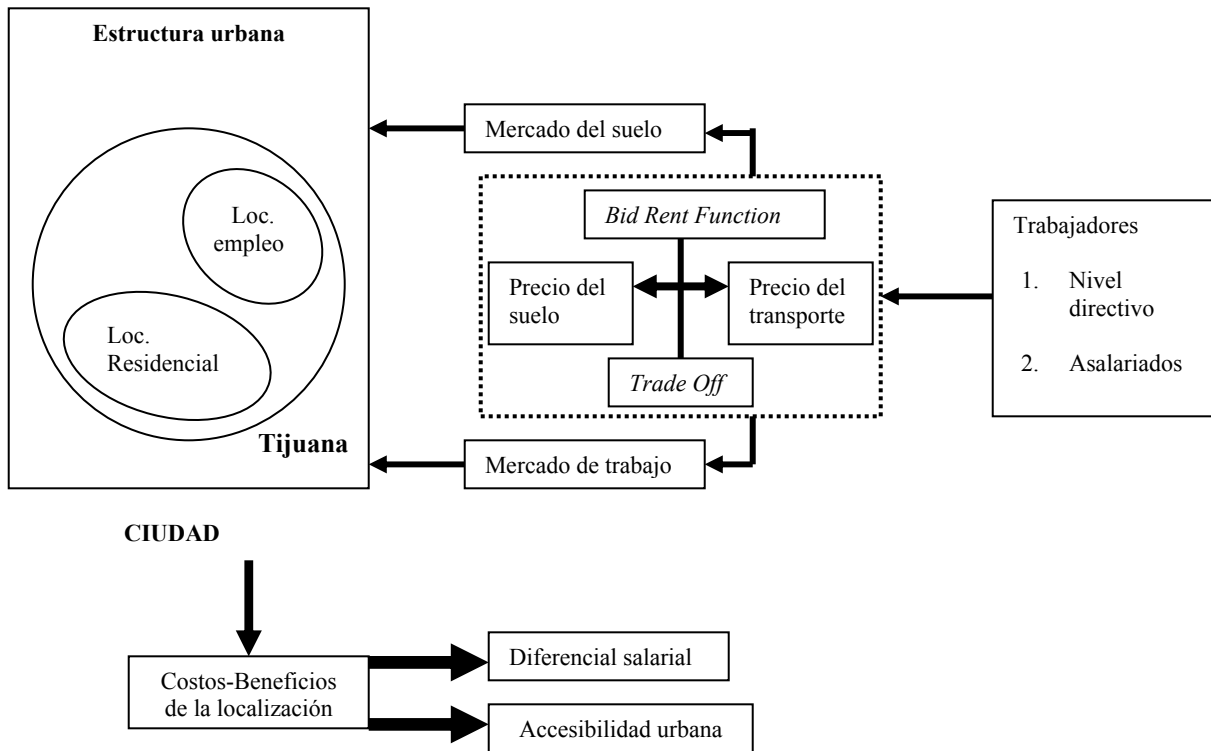 Estructura urbana
Loc.
empleo
Loc.
Residencial
Tijuana
Mercado del suelo
Bid Rent Function
Precio del
suelo
Precio del
transporte
Trade Off
Mercado de trabajo
Trabajadores
1. Nivel
directivo
2. Asalariados
CIUDAD
Costos-Beneficios
de la localización
Diferencial salarial
Accesibilidad urbana